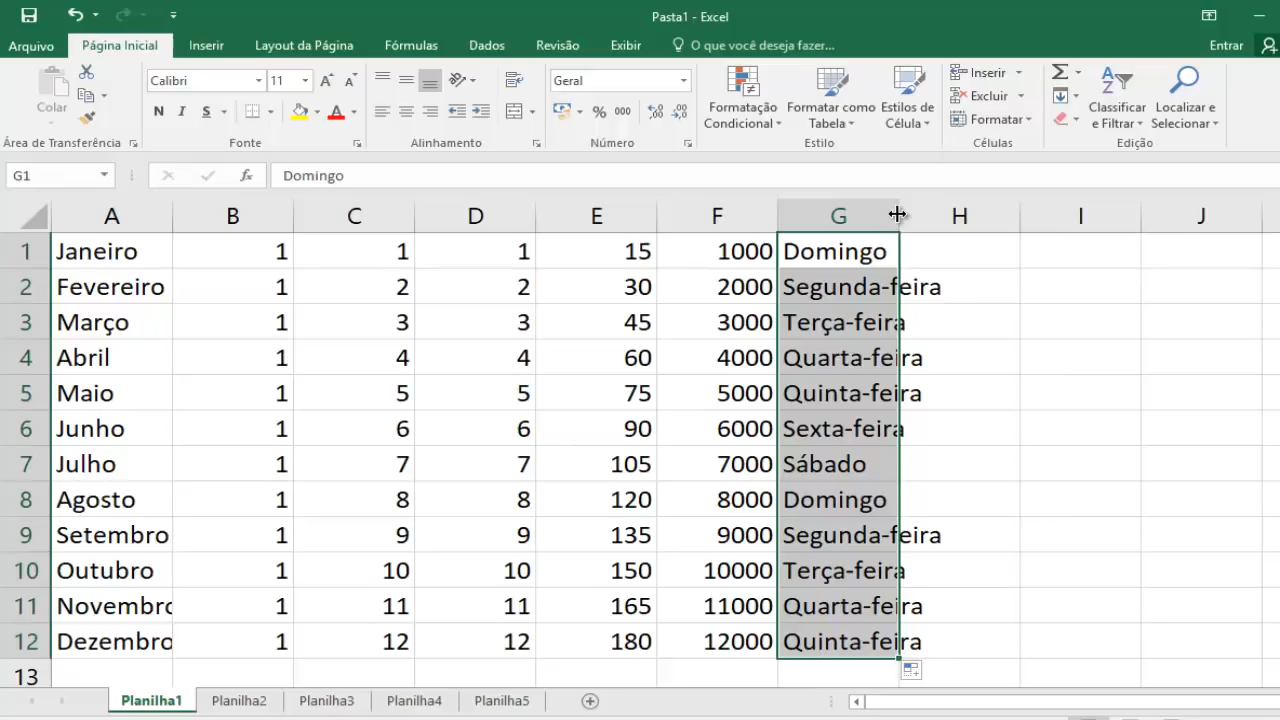 Pasta1 - Excel
Arquivo Página Inicial Inserir Layout da Página Fórmulas Dados Revisão Exibir O que você deseja fazer... Entrar
Colar Calibri 11 Geral Formatação Condicional Formatar como Tabela Estilos de Célula Inserir Excluir Formatar Classificar e Filtrar Localizar e Selecionar
N I S % 000
Área de Transferência Fonte Alinhamento Número Estilo Células Edição
G1 fx Domingo
A B C D E F G H I J
1 Janeiro 1 1 1 15 1000 Domingo
2 Fevereiro 1 2 2 30 2000 Segunda-feira
3 Março 1 3 3 45 3000 Terça-feira
4 Abril 1 4 4 60 4000 Quarta-feira
5 Maio 1 5 5 75 5000 Quinta-feira
6 Junho 1 6 6 90 6000 Sexta-feira
7 Julho 1 7 7 105 7000 Sábado
8 Agosto 1 8 8 120 8000 Domingo
9 Setembro 1 9 9 135 9000 Segunda-feira
10 Outubro 1 10 10 150 10000 Terça-feira
11 Novembro 1 11 11 165 11000 Quarta-feira
12 Dezembro 1 12 12 180 12000 Quinta-feira
13
Planilha1 Planilha2 Planilha3 Planilha4 Planilha5